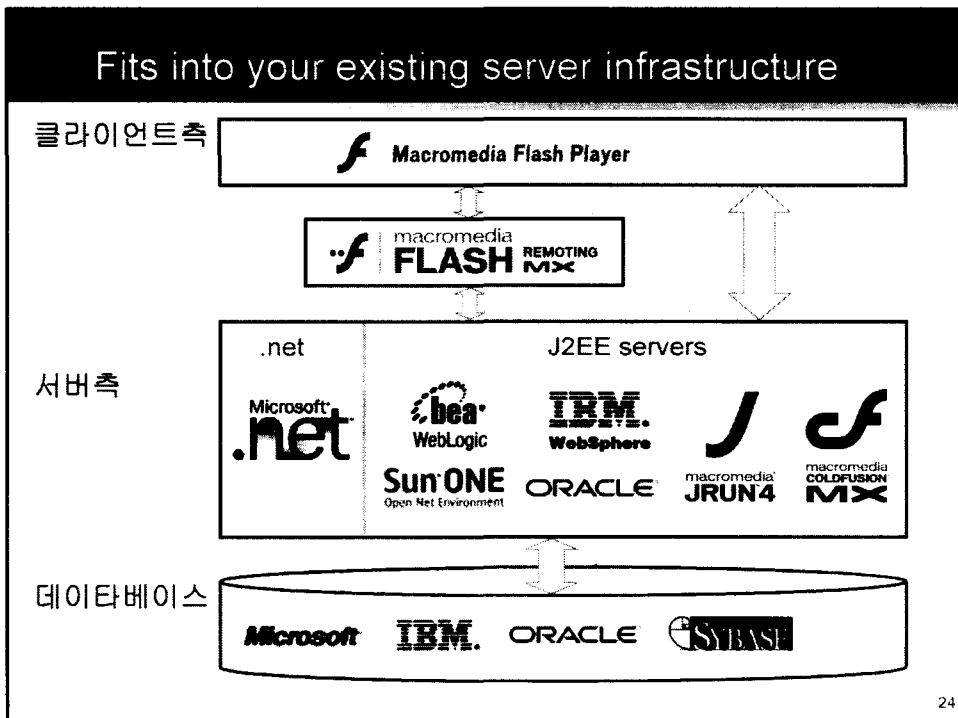 Fits into your existing server infrastructure
클라이언트측
Macromedia Flash Player
macromedia
FLASH REMOTING MX
.net
J2EE servers
서버측
Microsoft
.net
bea
WebLogic
IBM.
WebSphere
macromedia
JRUN 4
macromedia
COLDFUSION
MX
Sun ONE
Open Net Environment
ORACLE
데이타베이스
Microsoft
IBM.
ORACLE
SYBASE
24